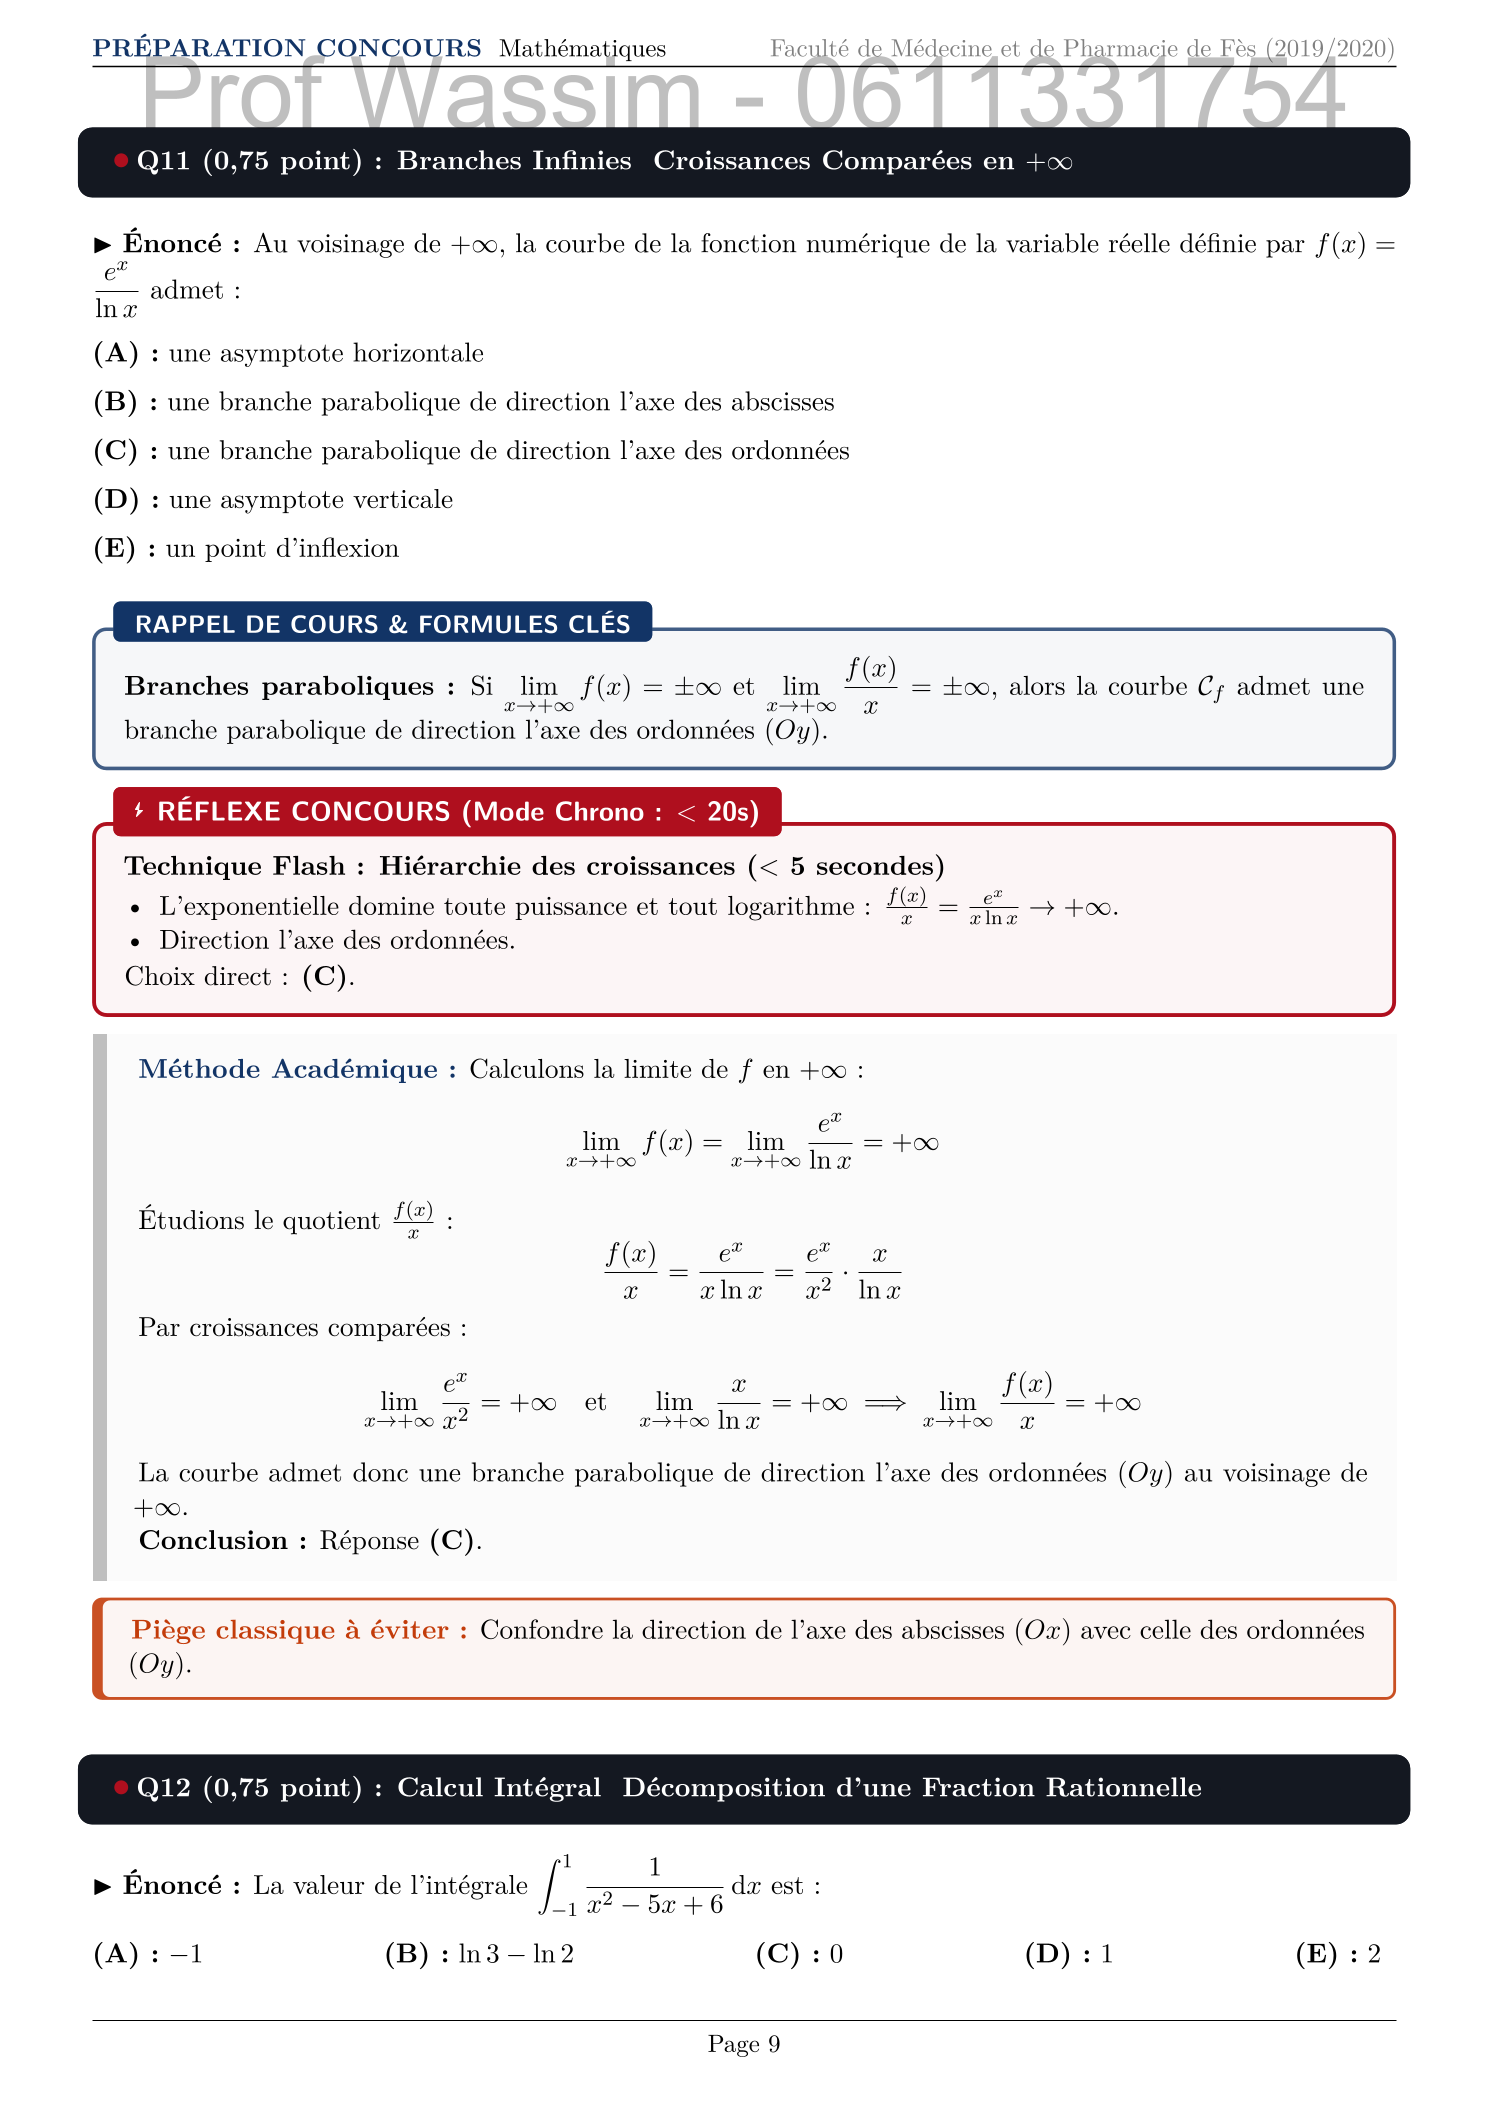 PRÉPARATION CONCOURS Mathématiques Faculté de Médecine et de Pharmacie de Fès (2019/2020)
Prof Wassim - 0611331754
● Q11 (0,75 point) : Branches Infinies Croissances Comparées en +∞
▶ Énoncé : Au voisinage de +∞, la courbe de la fonction numérique de la variable réelle définie par f(x) =
e^x / ln x admet :
(A) : une asymptote horizontale
(B) : une branche parabolique de direction l'axe des abscisses
(C) : une branche parabolique de direction l'axe des ordonnées
(D) : une asymptote verticale
(E) : un point d'inflexion
RAPPEL DE COURS & FORMULES CLÉS
Branches paraboliques : Si lim_{x→+∞} f(x) = ±∞ et lim_{x→+∞} f(x)/x = ±∞, alors la courbe C_f admet une
branche parabolique de direction l'axe des ordonnées (Oy).
RÉFLEXE CONCOURS (Mode Chrono : < 20s)
Technique Flash : Hiérarchie des croissances (< 5 secondes)
• L'exponentielle domine toute puissance et tout logarithme : f(x)/x = e^x/(x ln x) → +∞.
• Direction l'axe des ordonnées.
Choix direct : (C).
Méthode Académique : Calculons la limite de f en +∞ :
lim_{x→+∞} f(x) = lim_{x→+∞} e^x/ln x = +∞
Étudions le quotient f(x)/x :
f(x)/x = e^x/(x ln x) = e^x/x^2 · x/ln x
Par croissances comparées :
lim_{x→+∞} e^x/x^2 = +∞ et lim_{x→+∞} x/ln x = +∞ ⟹ lim_{x→+∞} f(x)/x = +∞
La courbe admet donc une branche parabolique de direction l'axe des ordonnées (Oy) au voisinage de
+∞.
Conclusion : Réponse (C).
Piège classique à éviter : Confondre la direction de l'axe des abscisses (Ox) avec celle des ordonnées
(Oy).
● Q12 (0,75 point) : Calcul Intégral Décomposition d'une Fraction Rationnelle
▶ Énoncé : La valeur de l'intégrale ∫_{-1}^{1} 1/(x^2 − 5x + 6) dx est :
(A) : −1 (B) : ln 3 − ln 2 (C) : 0 (D) : 1 (E) : 2
Page 9